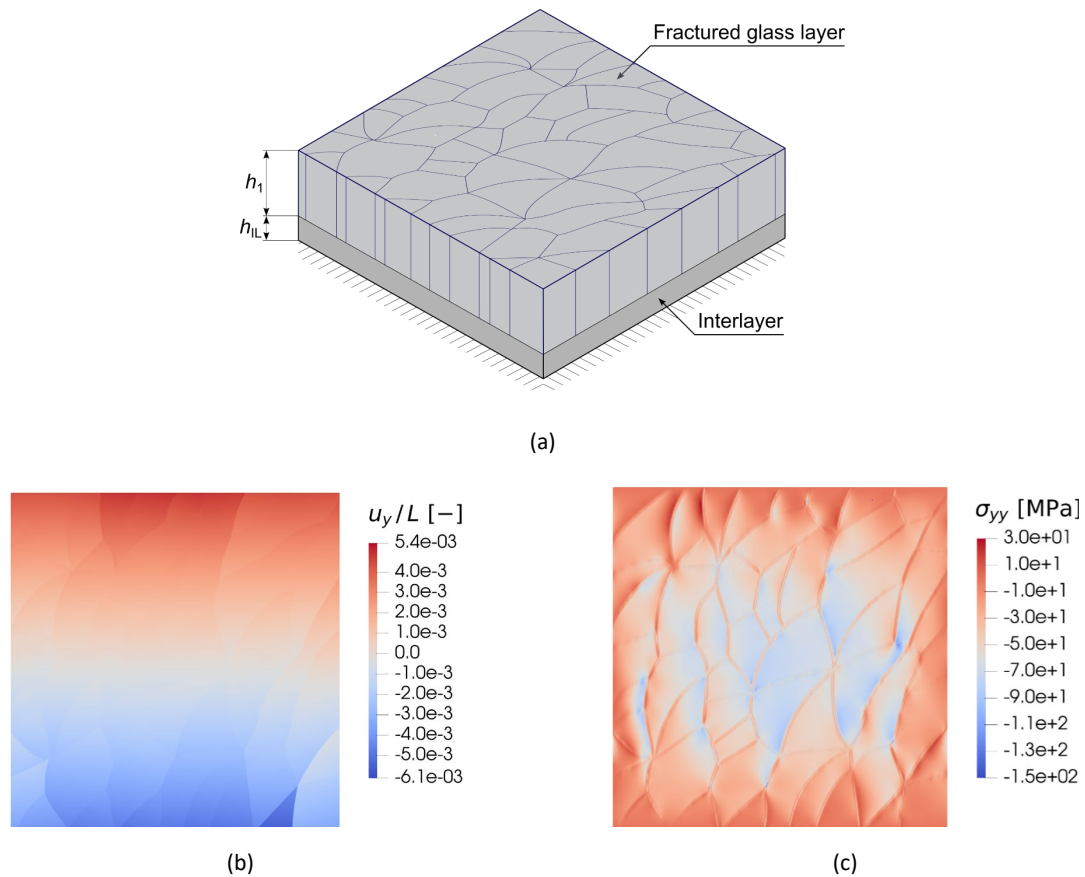 Fractured glass layer
h1
hIL
Interlayer
(a)
uy/L [−]
5.4e-03
4.0e-3
3.0e-3
2.0e-3
1.0e-3
0.0
-1.0e-3
-2.0e-3
-3.0e-3
-4.0e-3
-5.0e-3
-6.1e-03
(b)
σyy [MPa]
3.0e+01
1.0e+1
-1.0e+1
-3.0e+1
-5.0e+1
-7.0e+1
-9.0e+1
-1.1e+2
-1.3e+2
-1.5e+02
(c)